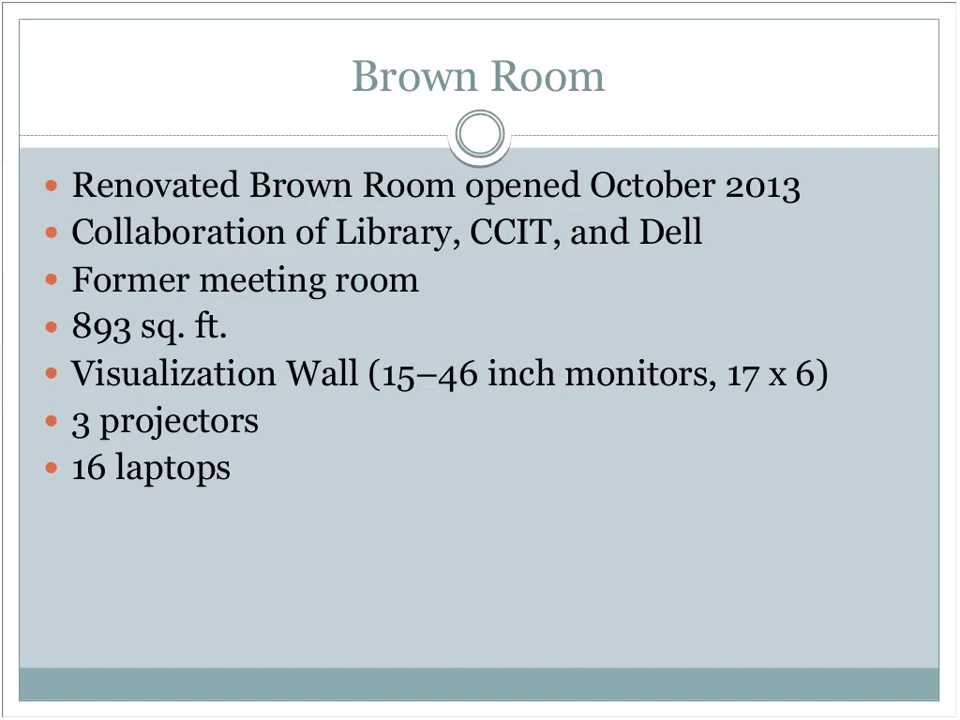 Brown Room
• Renovated Brown Room opened October 2013
• Collaboration of Library, CCIT, and Dell
• Former meeting room
• 893 sq. ft.
• Visualization Wall (15–46 inch monitors, 17 x 6)
• 3 projectors
• 16 laptops